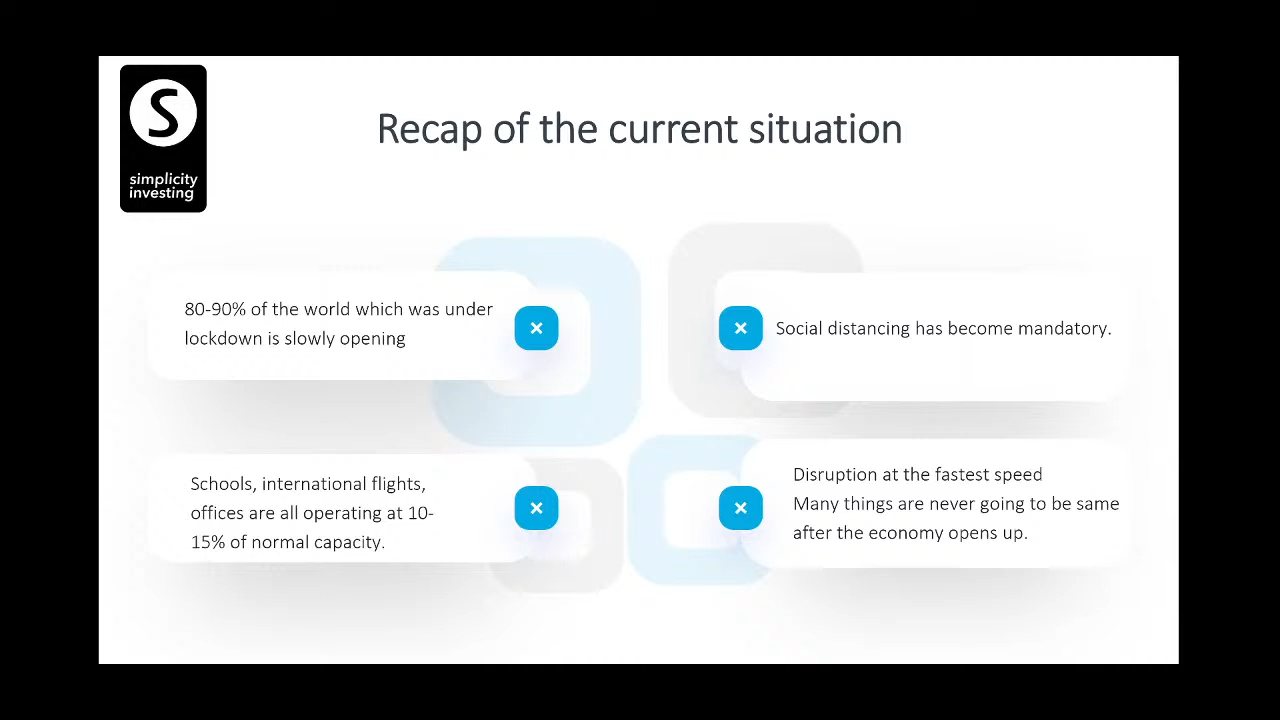 S
simplicity
investing
Recap of the current situation
80-90% of the world which was under
lockdown is slowly opening
Social distancing has become mandatory.
Schools, international flights,
offices are all operating at 10-
15% of normal capacity.
Disruption at the fastest speed
Many things are never going to be same
after the economy opens up.